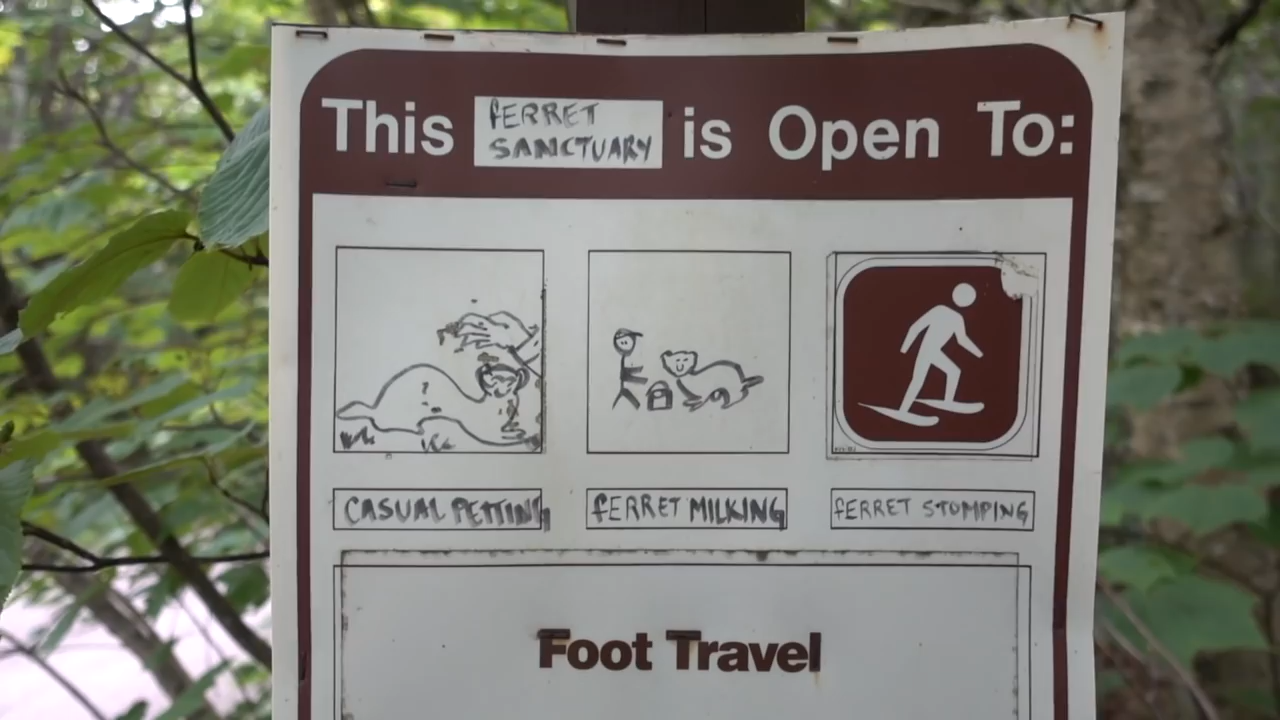 This FERRET SANCTUARY is Open To:
CASUAL PETTING
FERRET MILKING
FERRET STOMPING
Foot Travel